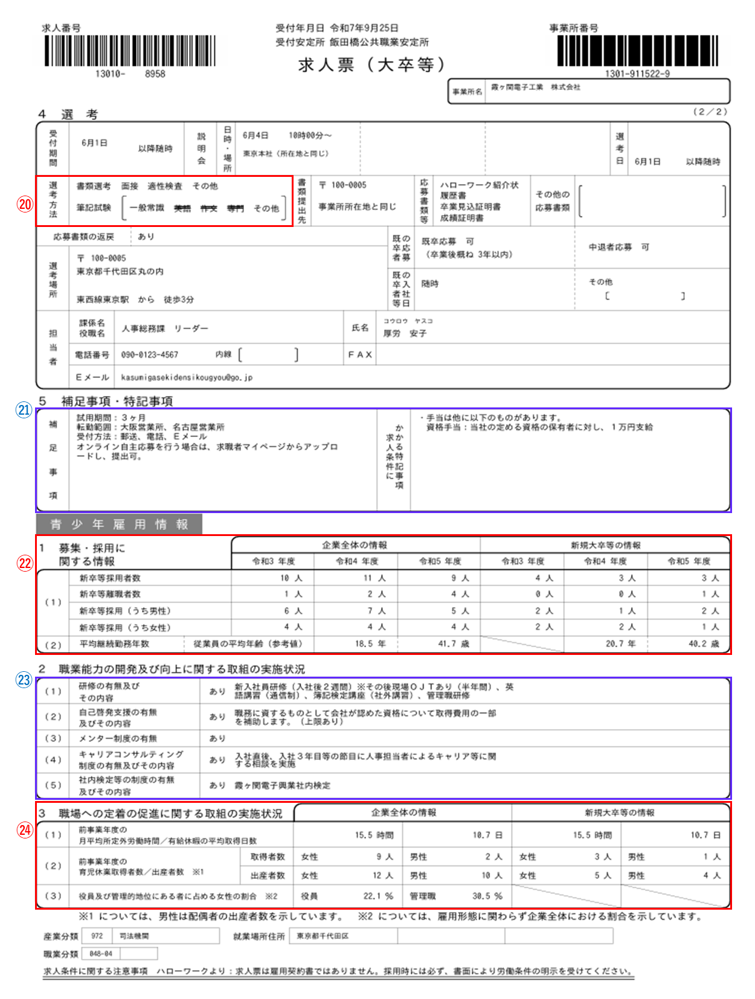 求人番号
受付年月日 令和7年9月25日
事業所番号
受付安定所 飯田橋公共職業安定所
求人票（大卒等）
13010- 8958
1301-911522-9
事業所名 霞ヶ関電子工業 株式会社
4 選 考
(2／2)
受付期間 6月1日 以降随時
説明会 日時・場所 6月4日 10時00分～
東京本社（所在地と同じ）
選考日 6月1日 以降随時
⑳
選考方法 書類選考 面接 適性検査 その他
筆記試験 [一般常識 英語 作文 専門 その他]
書類提出先 〒 100-0005
事業所所在地と同じ
応募書類等 ハローワーク紹介状
履歴書
卒業見込証明書
成績証明書
その他の応募書類 [ ]
応募書類の返戻 あり
既卒者の応募 既卒応募 可
（卒業後概ね 3年以内）
中退者応募 可
選考場所 〒 100-0005
東京都千代田区丸の内
東西線東京駅 から 徒歩3分
既卒者等の入社日 随時
その他
[ ]
担当者 課係名
役職名 人事総務課 リーダー
氏名 コウロウ ヤスコ
厚労 安子
電話番号 090-0123-4567 内線 [ ]
ＦＡＸ
Ｅメール kasumigasekidensikougyou@go.jp
㉑
5 補足事項・特記事項
補足事項 試用期間：３ヶ月
転勤範囲：大阪営業所、名古屋営業所
受付方法：郵送、電話、Ｅメール
オンライン自主応募を行う場合は、求職者マイページからアップロ
ードし、提出可。
求人条件にかかる特記事項 ・手当は他に以下のものがあります。
資格手当：当社の定める資格の保有者に対し、１万円支給
青少年雇用情報
㉒
1 募集・採用に
関する情報
企業全体の情報 新規大卒等の情報
令和3 年度 令和4 年度 令和5 年度 令和3 年度 令和4 年度 令和5 年度
(1) 新卒等採用者数 10 人 11 人 9 人 4 人 3 人 3 人
新卒等離職者数 1 人 2 人 4 人 0 人 0 人 1 人
新卒等採用（うち男性） 6 人 7 人 5 人 2 人 1 人 2 人
新卒等採用（うち女性） 4 人 4 人 4 人 2 人 2 人 1 人
(2) 平均継続勤務年数 従業員の平均年齢（参考値） 18.5 年 41.7 歳 20.7 年 40.2 歳
㉓
2 職業能力の開発及び向上に関する取組の実施状況
(1) 研修の有無及び
その内容 あり 新入社員研修（入社後２週間）※その後現場ＯＪＴあり（半年間）、英
語講習（通信制）、簿記検定講座（社外講習）、管理職研修
(2) 自己啓発支援の有無
及びその内容 あり 職務に資するものとして会社が認めた資格について取得費用の一部
を補助します。（上限あり）
(3) メンター制度の有無 あり
(4) キャリアコンサルティング
制度の有無及びその内容 あり 入社直後、入社３年目等の節目に人事担当者によるキャリア等に関
する相談を実施
(5) 社内検定等の制度の有無
及びその内容 あり 霞ヶ関電子興業社内検定
㉔
3 職場への定着の促進に関する取組の実施状況
企業全体の情報 新規大卒等の情報
(1) 前事業年度の
月平均所定外労働時間／有給休暇の平均取得日数 15.5 時間 10.7 日 15.5 時間 10.7 日
(2) 前事業年度の
育児休業取得者数／出産者数 ※1
取得者数 女性 9 人 男性 2 人 女性 3 人 男性 1 人
出産者数 女性 12 人 男性 10 人 女性 5 人 男性 4 人
(3) 役員及び管理的地位にある者に占める女性の割合 ※2 役員 22.1 % 管理職 30.5 %
※1 については、男性は配偶者の出産者数を示しています。 ※2 については、雇用形態に関わらず企業全体における割合を示しています。
産業分類 972 司法機関 就業場所住所 東京都千代田区
職業分類 048-04
求人条件に関する注意事項 ハローワークより：求人票は雇用契約書ではありません。採用時には必ず、書面により労働条件の明示を受けてください。